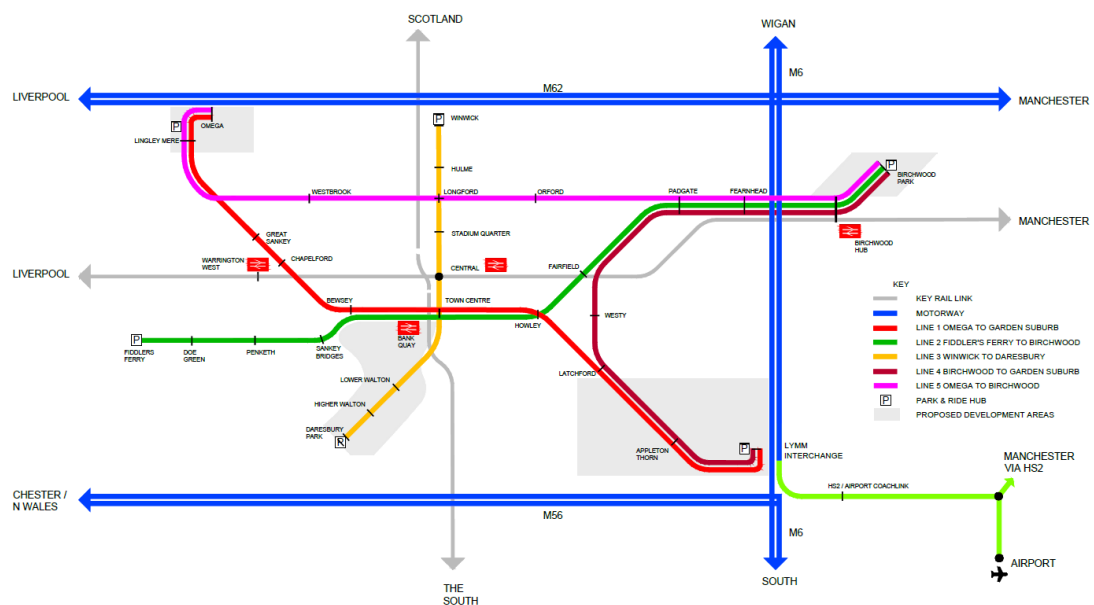 SCOTLAND
WIGAN
M6
M62
LIVERPOOL
MANCHESTER
P
WINWICK
P
OMEGA
LINGLEY MERE
HULME
P
BIRCHWOOD
PARK
WESTBROOK
LONGFORD
ORFORD
PADGATE
FEARNHEAD
MANCHESTER
STADIUM QUARTER
GREAT
SANKEY
BIRCHWOOD
HUB
WARRINGTON
WEST
CHAPELFORD
LIVERPOOL
CENTRAL
FAIRFIELD
KEY
KEY RAIL LINK
MOTORWAY
LINE 1 OMEGA TO GARDEN SUBURB
LINE 2 FIDDLER'S FERRY TO BIRCHWOOD
LINE 3 WINWICK TO DARESBURY
LINE 4 BIRCHWOOD TO GARDEN SUBURB
LINE 5 OMEGA TO BIRCHWOOD
P PARK & RIDE HUB
PROPOSED DEVELOPMENT AREAS
BEWSEY
TOWN CENTRE
HOWLEY
WESTY
P
FIDDLERS
FERRY
DOE
GREEN
PENKETH
SANKEY
BRIDGES
BANK
QUAY
LOWER WALTON
LATCHFORD
HIGHER WALTON
DARESBURY
PARK
P
APPLETON
THORN
P
LYMM
INTERCHANGE
MANCHESTER
VIA HS2
HS2 / AIRPORT COACHLINK
CHESTER /
N WALES
M56
M6
AIRPORT
THE
SOUTH
SOUTH